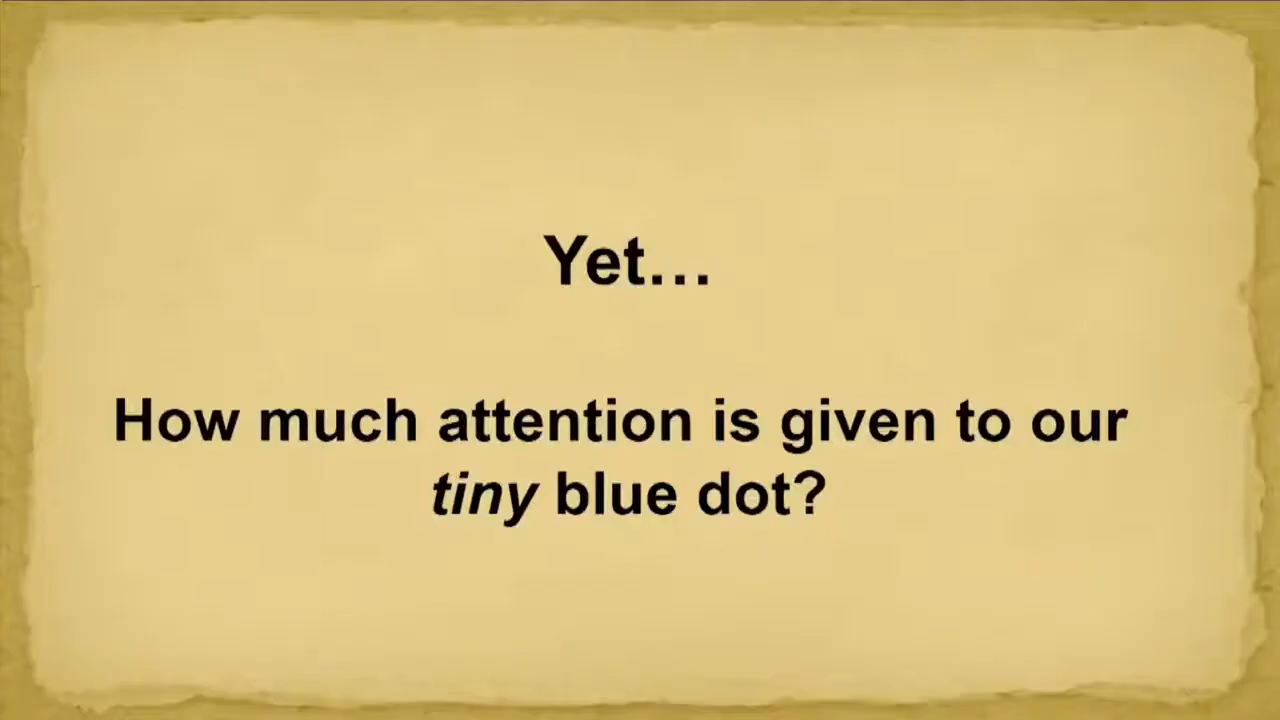 Yet…
How much attention is given to our
tiny blue dot?